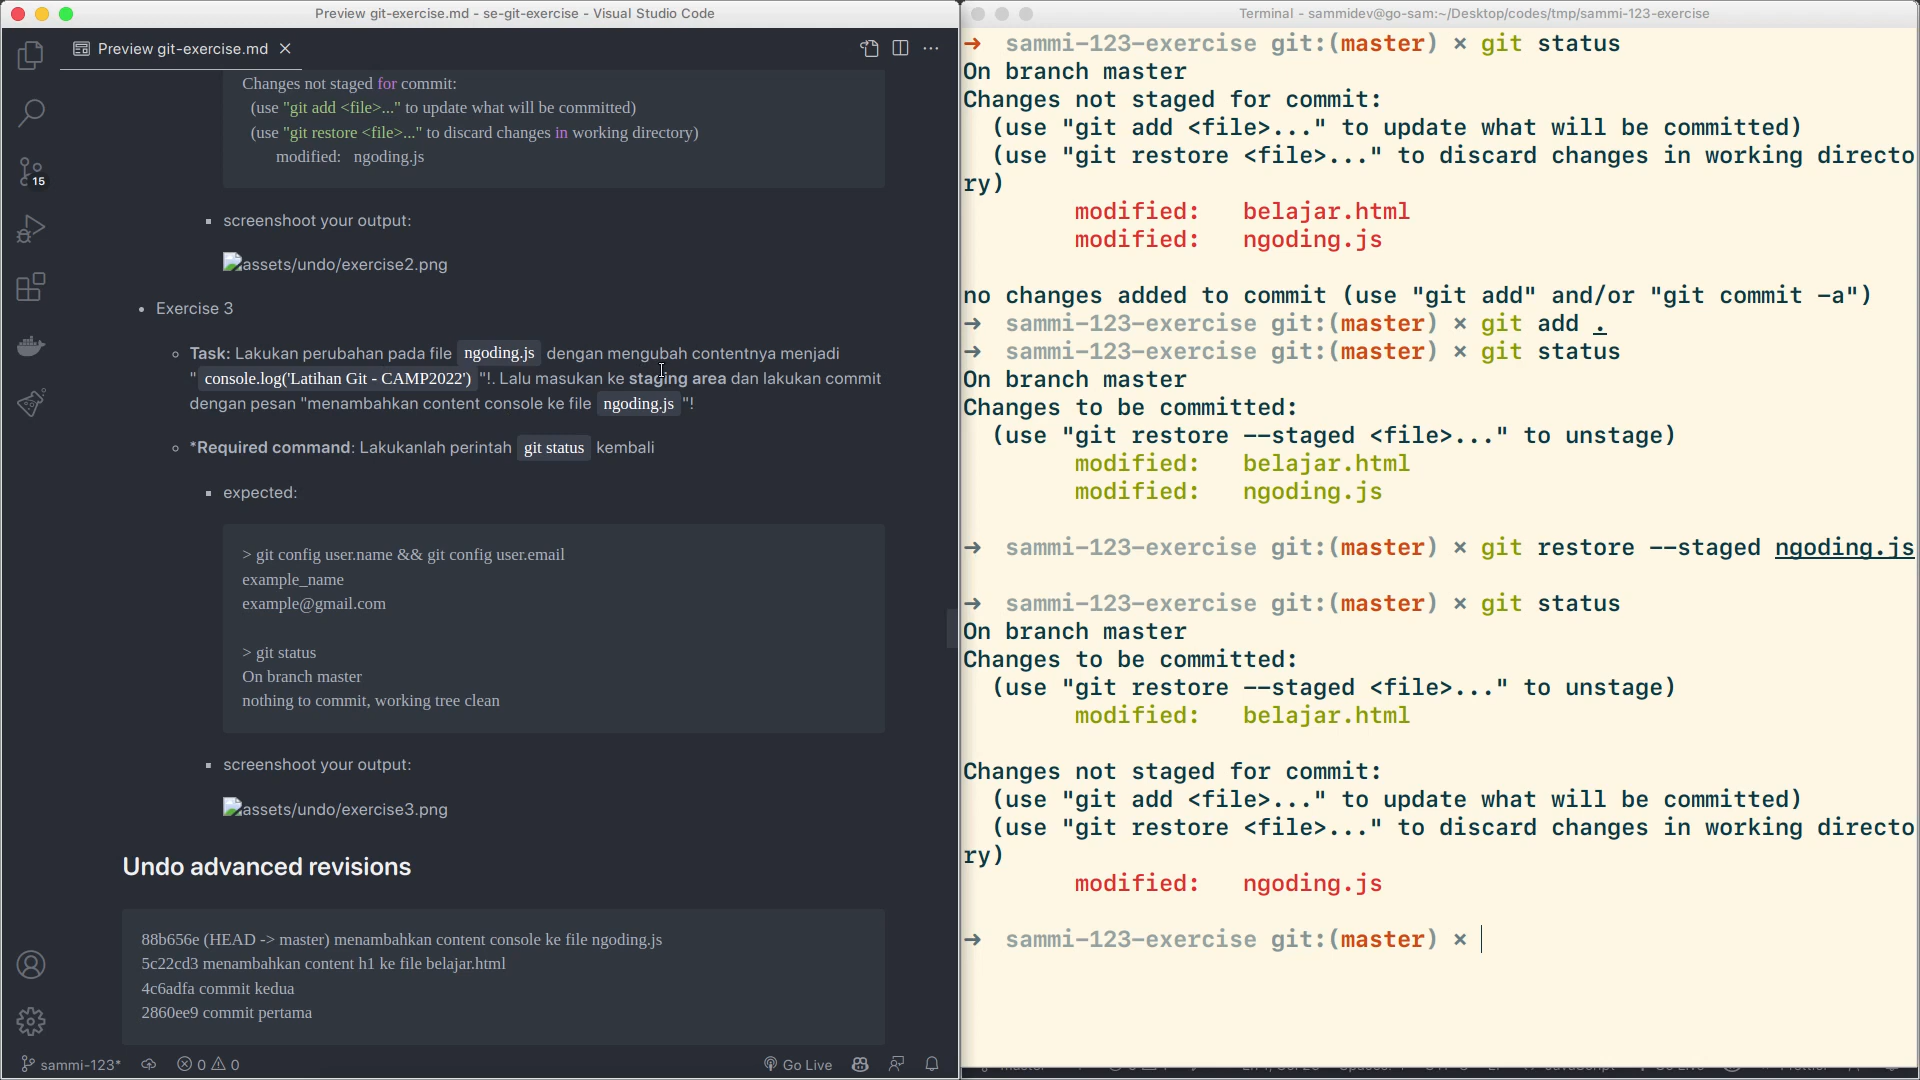 Preview git-exercise.md - se-git-exercise - Visual Studio Code
Preview git-exercise.md
Changes not staged for commit:
(use "git add <file>..." to update what will be committed)
(use "git restore <file>..." to discard changes in working directory)
modified: ngoding.js
screenshoot your output:
assets/undo/exercise2.png
Exercise 3
Task: Lakukan perubahan pada file ngoding.js dengan mengubah contentnya menjadi
"console.log('Latihan Git - CAMP2022')"!. Lalu masukan ke staging area dan lakukan commit
dengan pesan "menambahkan content console ke file ngoding.js"!
*Required command: Lakukanlah perintah git status kembali
expected:
> git config user.name && git config user.email
example_name
example@gmail.com
> git status
On branch master
nothing to commit, working tree clean
screenshoot your output:
assets/undo/exercise3.png
Undo advanced revisions
88b656e (HEAD -> master) menambahkan content console ke file ngoding.js
5c22cd3 menambahkan content h1 ke file belajar.html
4c6adfa commit kedua
2860ee9 commit pertama
15
sammi-123*
0 0
Go Live
Terminal - sammidev@go-sam:~/Desktop/codes/tmp/sammi-123-exercise
➜ sammi-123-exercise git:(master) × git status
On branch master
Changes not staged for commit:
(use "git add <file>..." to update what will be committed)
(use "git restore <file>..." to discard changes in working directo
ry)
modified: belajar.html
modified: ngoding.js
no changes added to commit (use "git add" and/or "git commit -a")
➜ sammi-123-exercise git:(master) × git add .
➜ sammi-123-exercise git:(master) × git status
On branch master
Changes to be committed:
(use "git restore --staged <file>..." to unstage)
modified: belajar.html
modified: ngoding.js
➜ sammi-123-exercise git:(master) × git restore --staged ngoding.js
➜ sammi-123-exercise git:(master) × git status
On branch master
Changes to be committed:
(use "git restore --staged <file>..." to unstage)
modified: belajar.html
Changes not staged for commit:
(use "git add <file>..." to update what will be committed)
(use "git restore <file>..." to discard changes in working directo
ry)
modified: ngoding.js
➜ sammi-123-exercise git:(master) ×